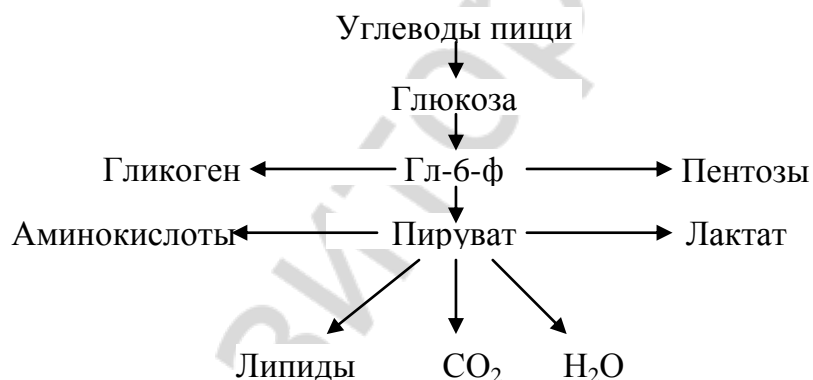 Углеводы пищи
Глюкоза
Гликоген Гл-6-ф Пентозы
Аминокислоты Пируват Лактат
Липиды CO₂ H₂O